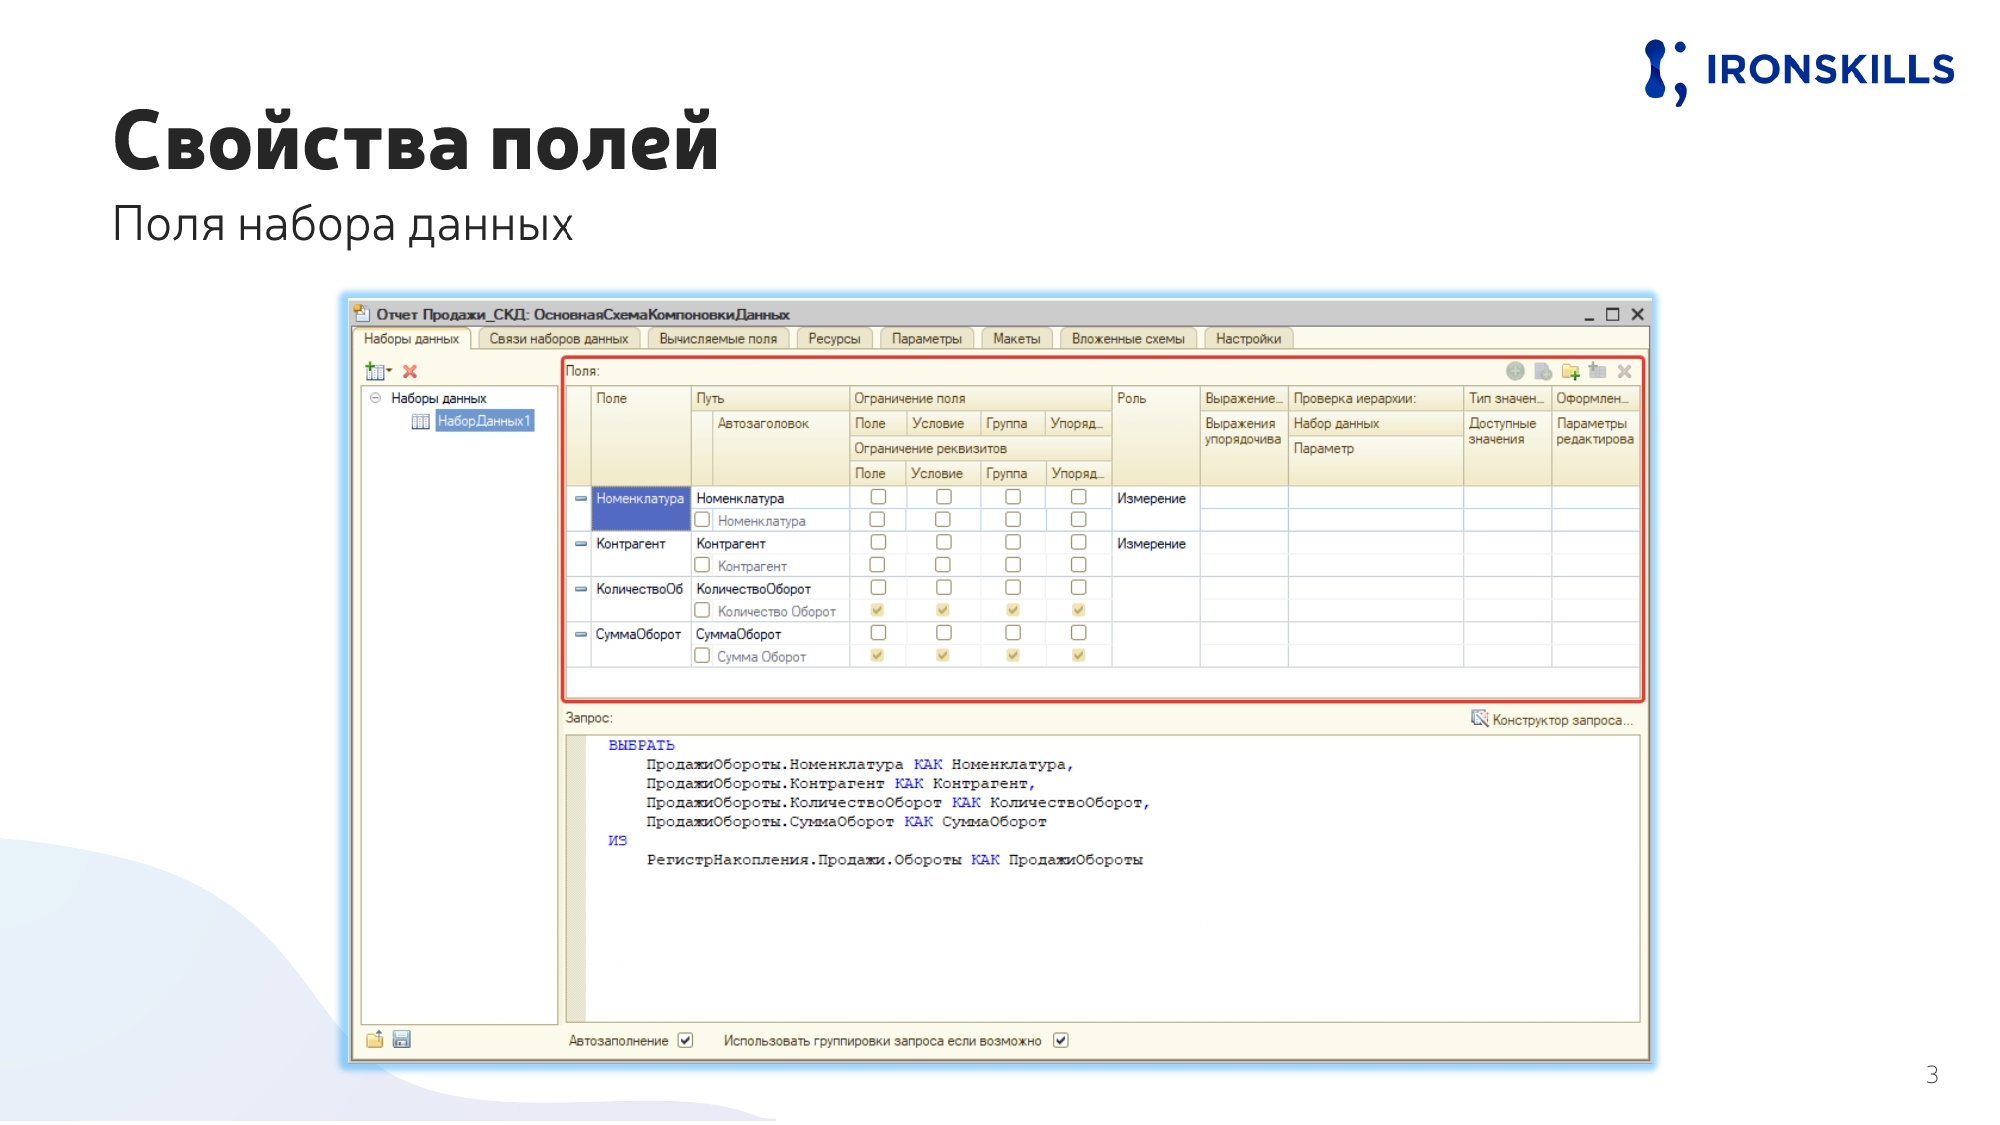 IRONSKILLS
Свойства полей
Поля набора данных
Отчет Продажи_СКД: ОсновнаяСхемаКомпоновкиДанных
Наборы данных Связи наборов данных Вычисляемые поля Ресурсы Параметры Макеты Вложенные схемы Настройки
Поля:
Наборы данных
НаборДанных1
Поле Путь Ограничение поля Роль Выражение... Проверка иерархии: Тип значен... Оформлен...
Автозаголовок Поле Условие Группа Упоряд... Выражения упорядочива Набор данных Доступные значения Параметры редактирова
Ограничение реквизитов Параметр
Поле Условие Группа Упоряд...
Номенклатура Номенклатура Измерение
Номенклатура
Контрагент Контрагент Измерение
Контрагент
КоличествоОб КоличествоОборот
Количество Оборот
СуммаОборот СуммаОборот
Сумма Оборот
Запрос: Конструктор запроса...
ВЫБРАТЬ
ПродажиОбороты.Номенклатура КАК Номенклатура,
ПродажиОбороты.Контрагент КАК Контрагент,
ПродажиОбороты.КоличествоОборот КАК КоличествоОборот,
ПродажиОбороты.СуммаОборот КАК СуммаОборот
ИЗ
РегистрНакопления.Продажи.Обороты КАК ПродажиОбороты
Автозаполнение Использовать группировки запроса если возможно
3